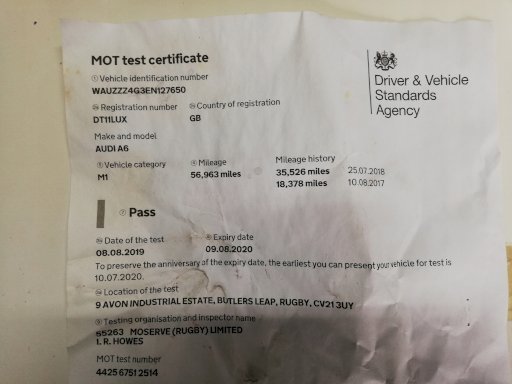 MOT test certificate
Driver & Vehicle
Standards
Agency
① Vehicle identification number
WAUZZZ4G3EN127650
Registration number Country of registration
DT11LUX GB
Make and model
AUDI A6
Vehicle category Mileage Mileage history
M1 56,963 miles 35,526 miles 25.07.2018
18,378 miles 10.08.2017
Pass
Date of the test Expiry date
08.08.2019 09.08.2020
To preserve the anniversary of the expiry date, the earliest you can present your vehicle for test is
10.07.2020.
Location of the test
9 AVON INDUSTRIAL ESTATE, BUTLERS LEAP, RUGBY, CV21 3UY
Testing organisation and inspector name
S5263 MOSERVE (RUGBY) LIMITED
I. R. HOWES
MOT test number
4425 6751 2514